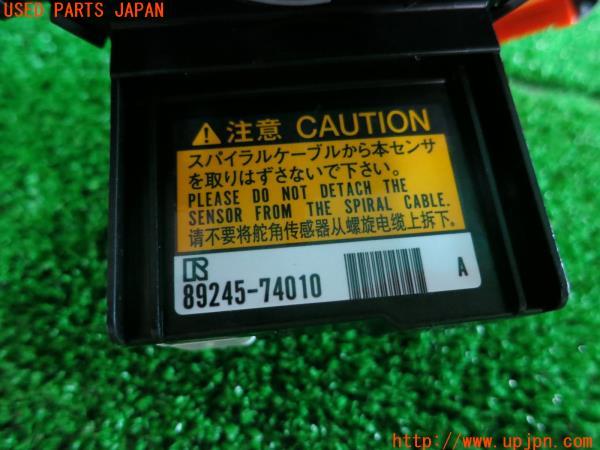 USED PARTS JAPAN
注意 CAUTION
スパイラルケーブルから本センサ
を取りはずさないで下さい。
PLEASE DO NOT DETACH THE
SENSOR FROM THE SPIRAL CABLE.
请不要将舵角传感器从螺旋电缆上拆下。
89245-74010
A
http://www.upjpn.com